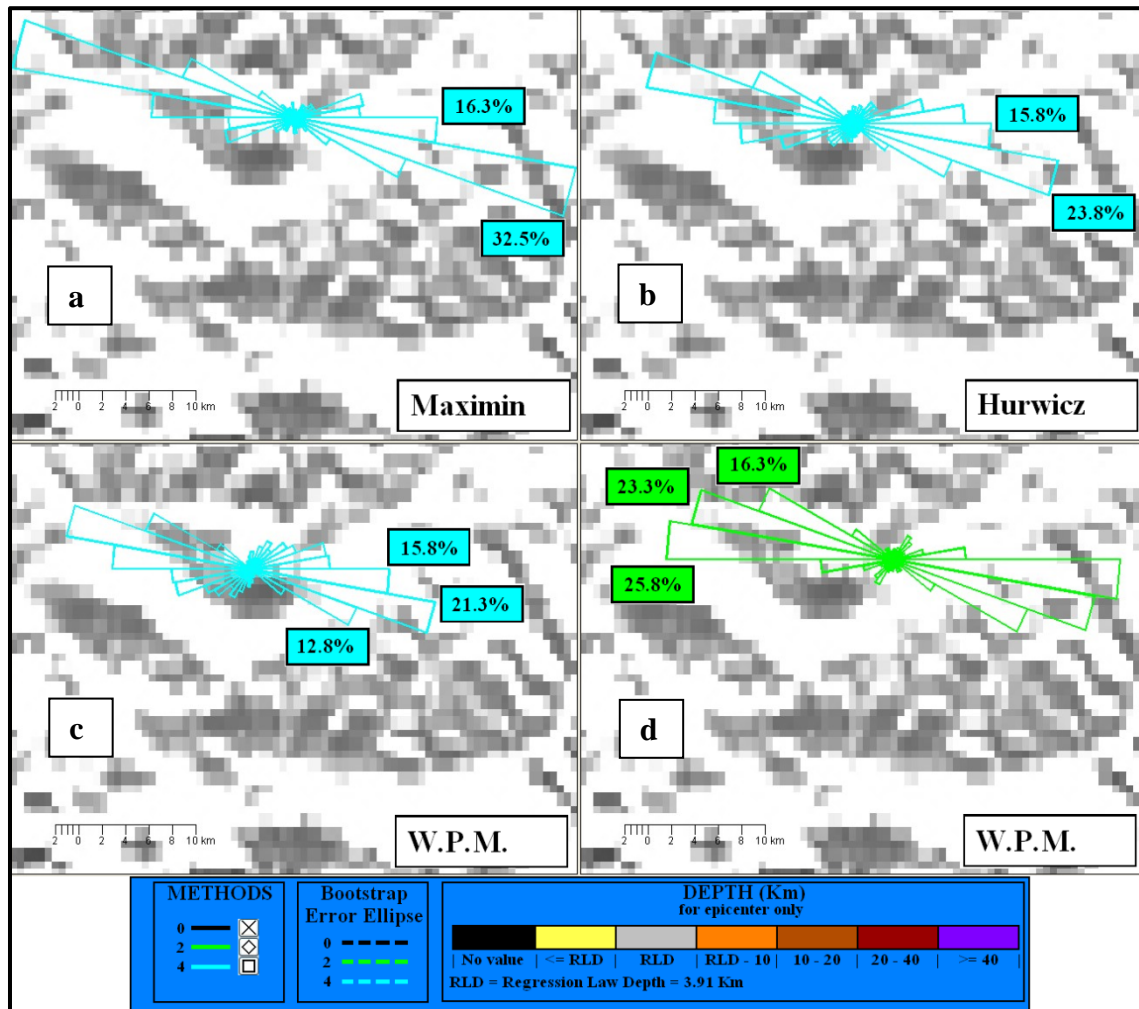 16.3%
32.5%
a
2 0 2 4 6 8 10 km
Maximin
15.8%
23.8%
b
2 0 2 4 6 8 10 km
Hurwicz
15.8%
21.3%
12.8%
c
2 0 2 4 6 8 10 km
W.P.M.
16.3%
23.3%
25.8%
d
2 0 2 4 6 8 10 km
W.P.M.
METHODS
0
2
4
Bootstrap
Error Ellipse
0
2
4
DEPTH (Km)
for epicenter only
| No value | <= RLD | RLD | RLD - 10 | 10 - 20 | 20 - 40 | >= 40
RLD = Regression Law Depth = 3.91 Km